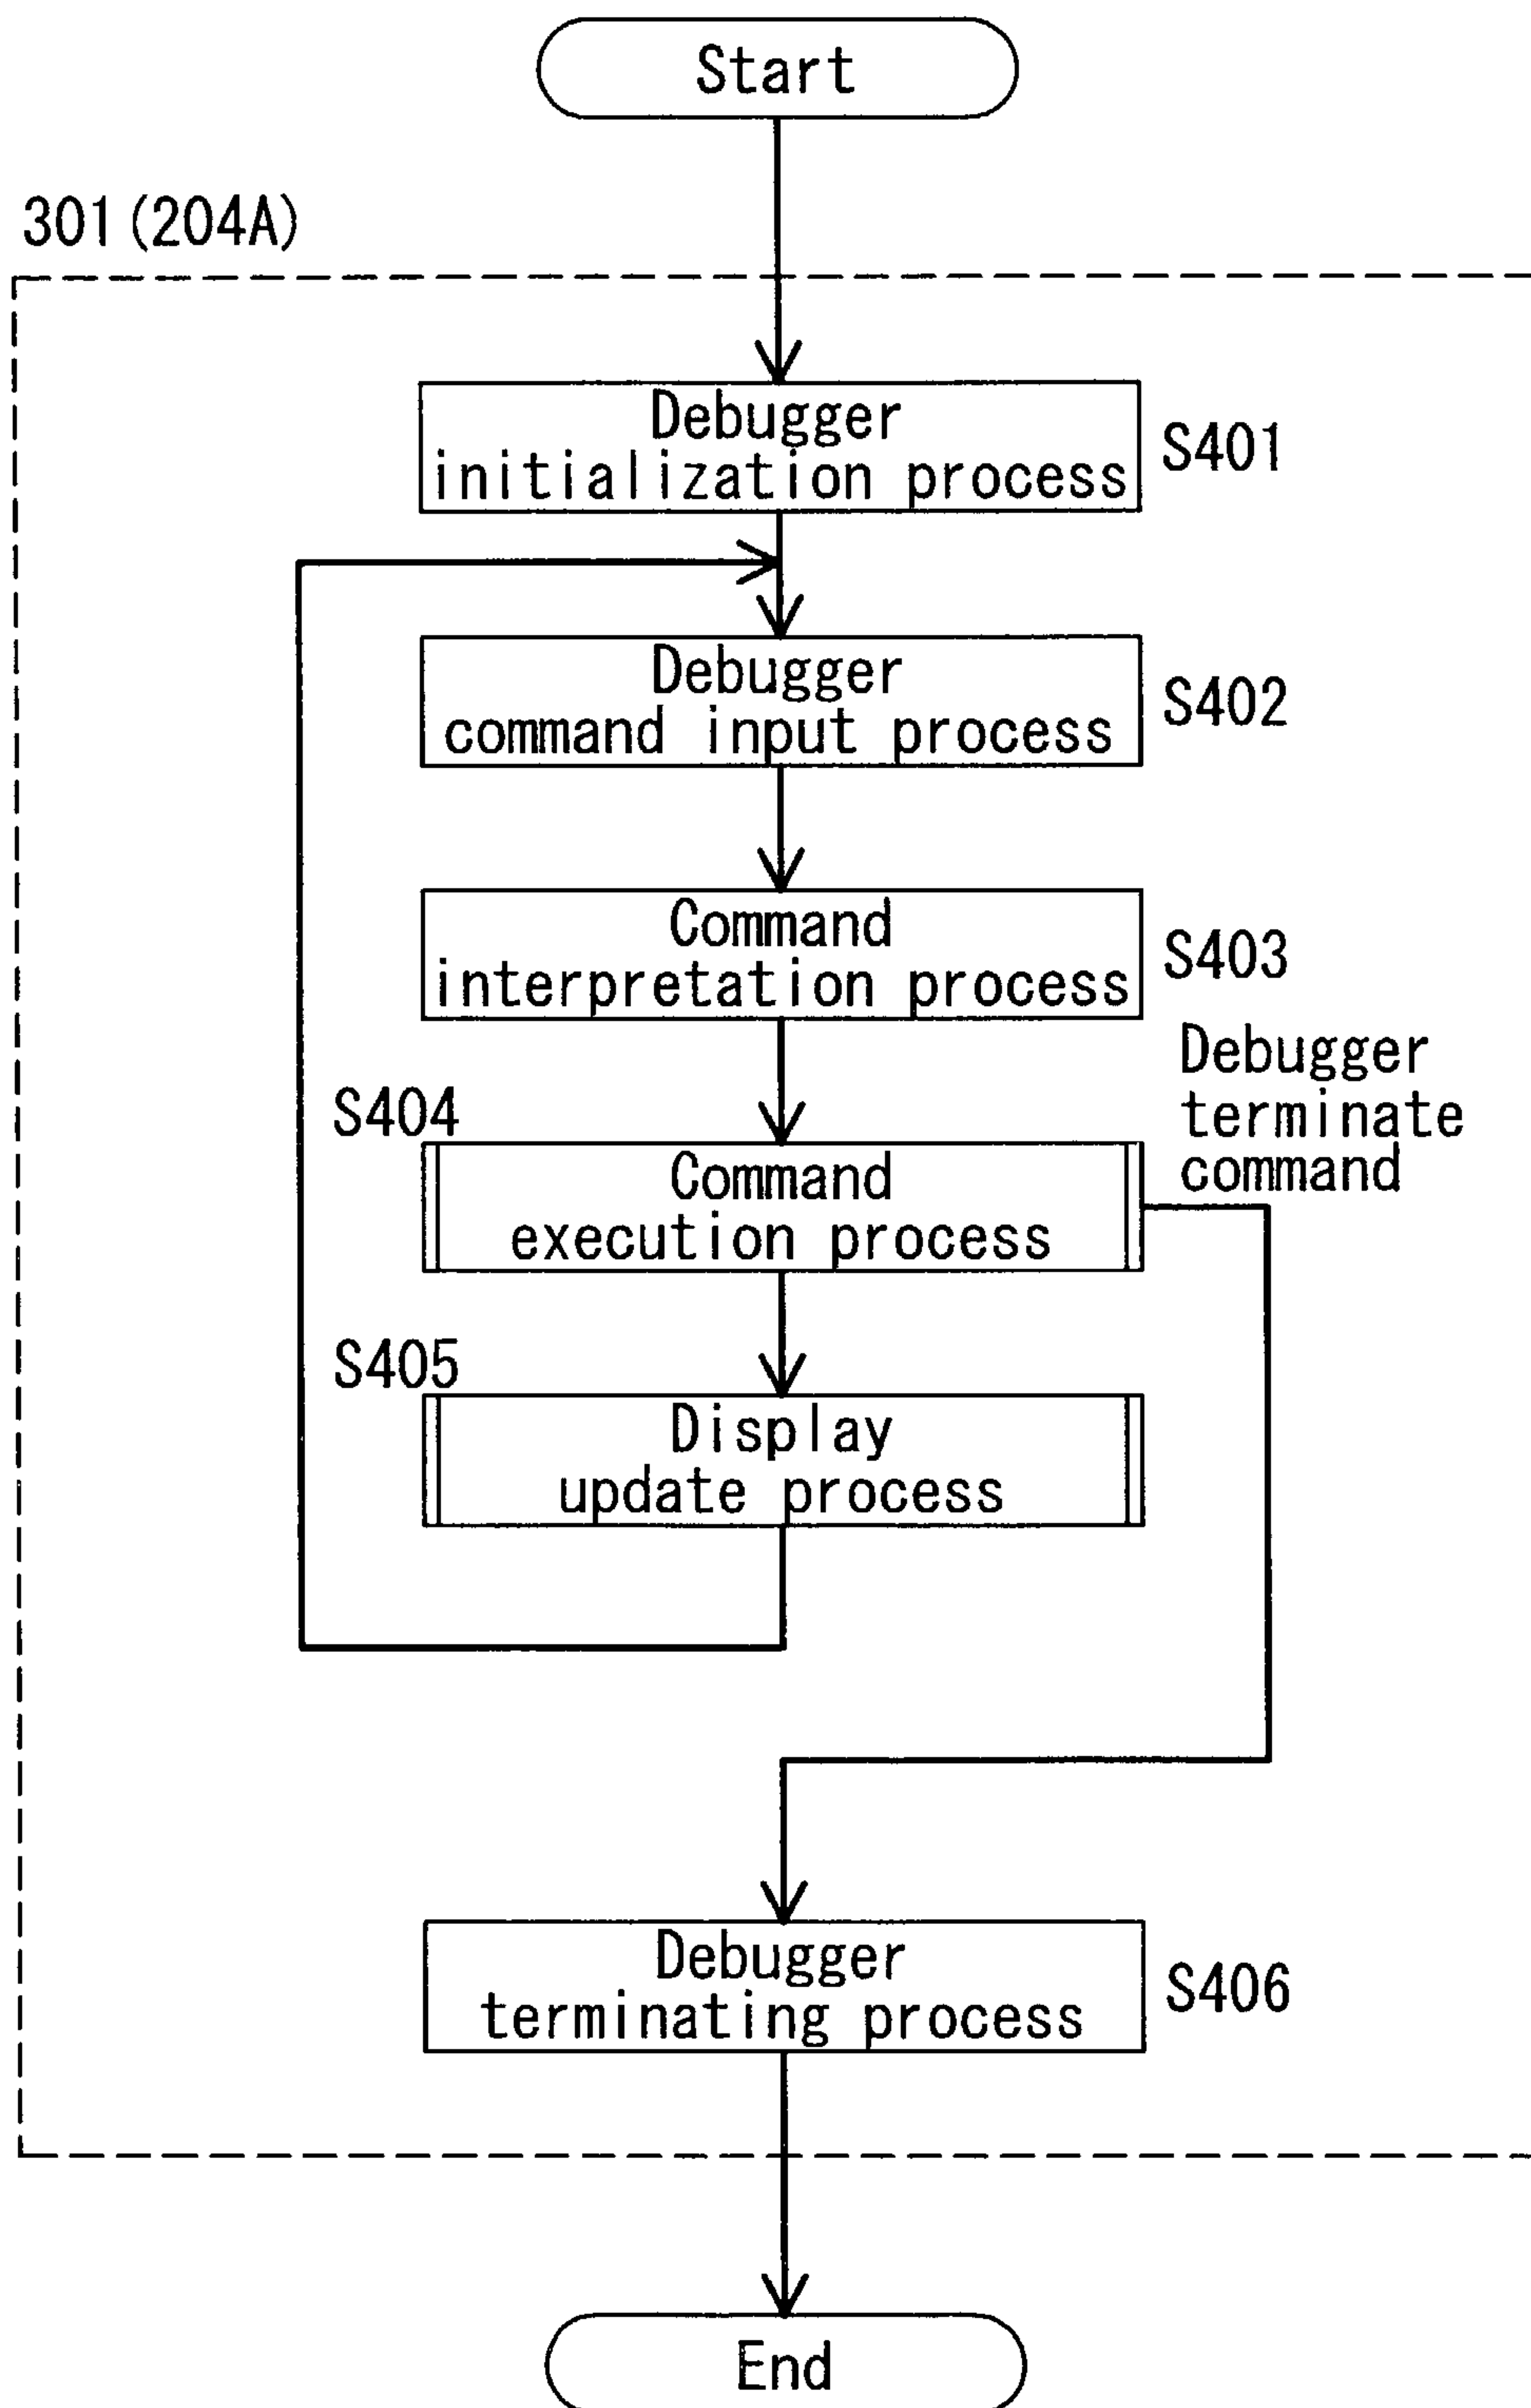 Start
301(204A)
Debugger
initialization process
S401
Debugger
command input process
S402
Command
interpretation process
S403
Debugger
terminate
command
S404
Command
execution process
S405
Display
update process
Debugger
terminating process
S406
End